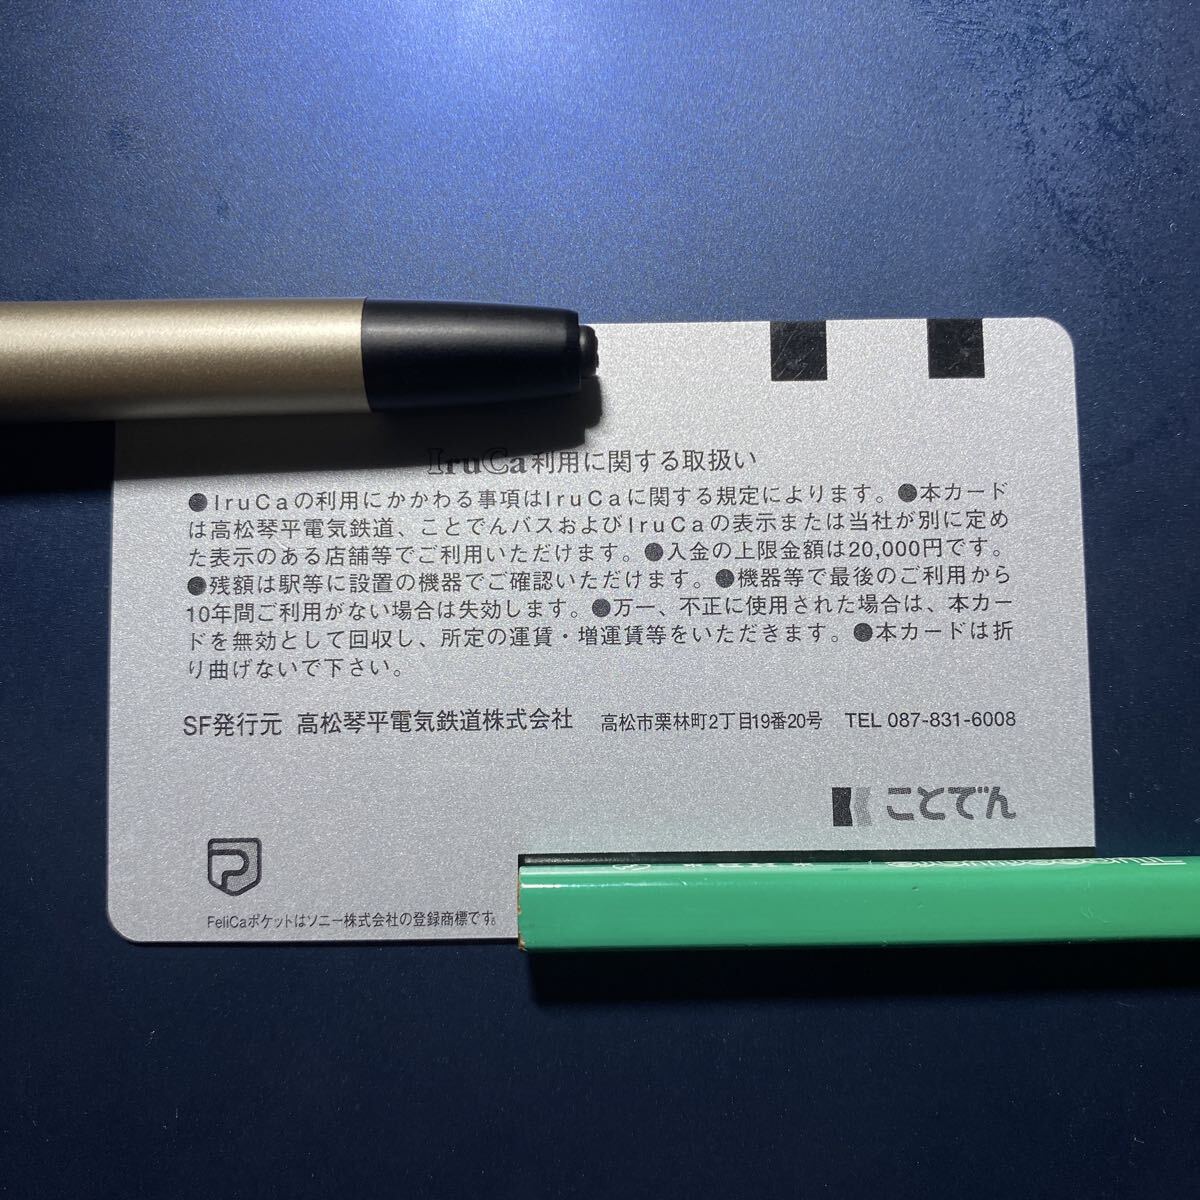 IruCa利用に関する取扱い
●IruCaの利用にかかわる事項はIruCaに関する規定によります。●本カード
は高松琴平電気鉄道、ことでんバスおよびIruCaの表示または当社が別に定め
た表示のある店舗等でご利用いただけます。●入金の上限金額は20,000円です。
●残額は駅等に設置の機器でご確認いただけます。●機器等で最後のご利用から
10年間ご利用がない場合は失効します。●万一、不正に使用された場合は、本カー
ドを無効として回収し、所定の運賃・増運賃等をいただきます。●本カードは折
り曲げないで下さい。
SF発行元 高松琴平電気鉄道株式会社 高松市栗林町2丁目19番20号 TEL 087-831-6008
ことでん
FeliCaポケットはソニー株式会社の登録商標です。